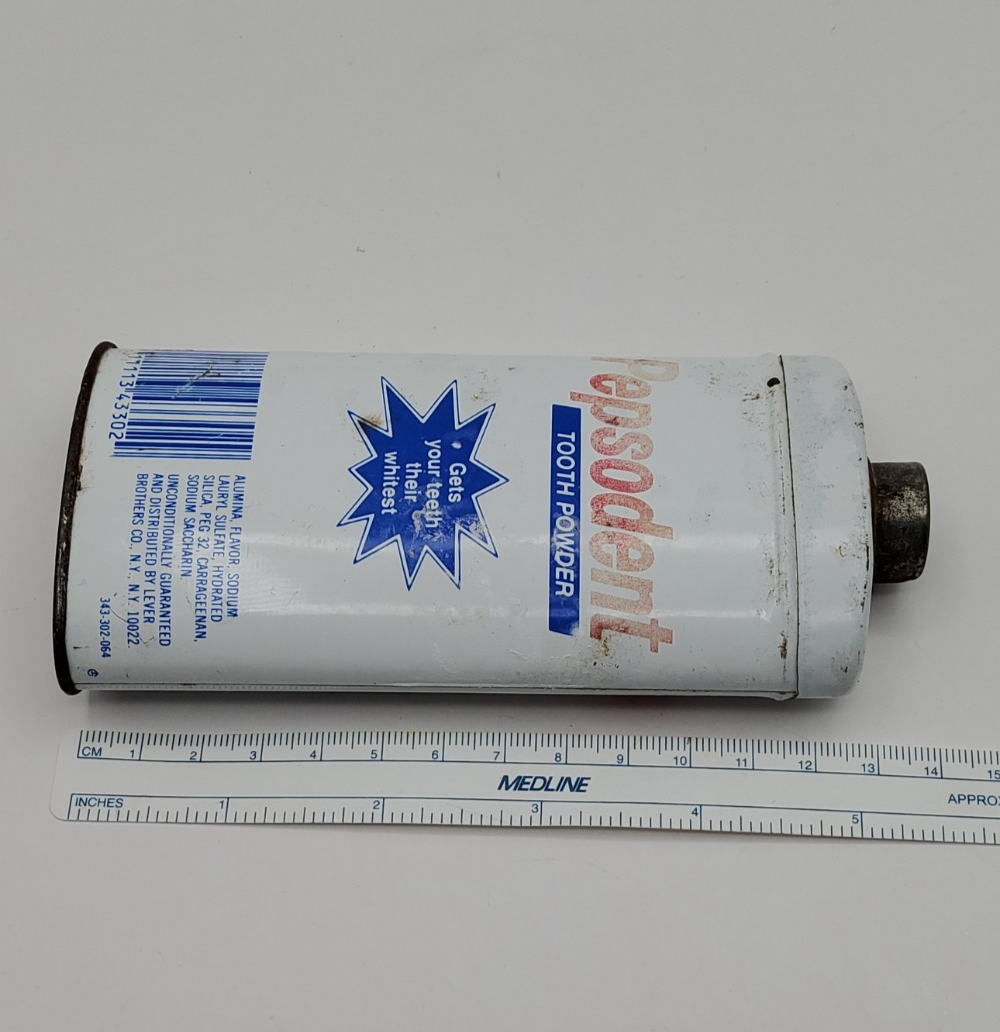 Pepsodent
TOOTH POWDER
Gets
your teeth
their
whitest
ALUMINA, FLAVOR, SODIUM
LAURYL SULFATE, HYDRATED
SILICA, PEG 32, CARRAGEENAN,
SODIUM SACCHARIN
UNCONDITIONALLY GUARANTEED
AND DISTRIBUTED BY LEVER
BROTHERS CO., N.Y., N.Y. 10022.
343-302-064
11113 43302
CM 1 2 3 4 5 6 7 8 9 10 11 12 13 14 15
MEDLINE
INCHES 1 2 3 4 5